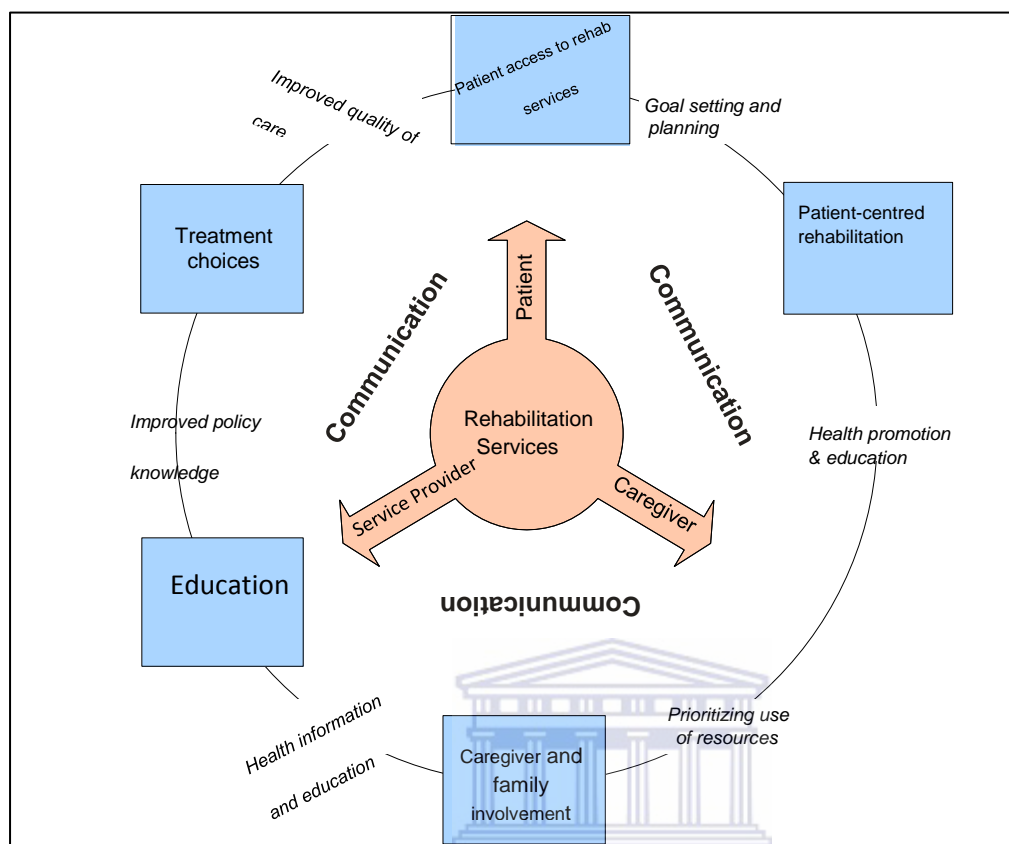 Patient access to rehab
services
Improved quality of
care
Goal setting and
planning
Treatment
choices
Patient-centred
rehabilitation
Communication
Patient
Communication
Rehabilitation
Services
Improved policy
knowledge
Health promotion
& education
Service Provider
Caregiver
Education
Communication
Health information
and education
Caregiver and
family
involvement
Prioritizing use
of resources